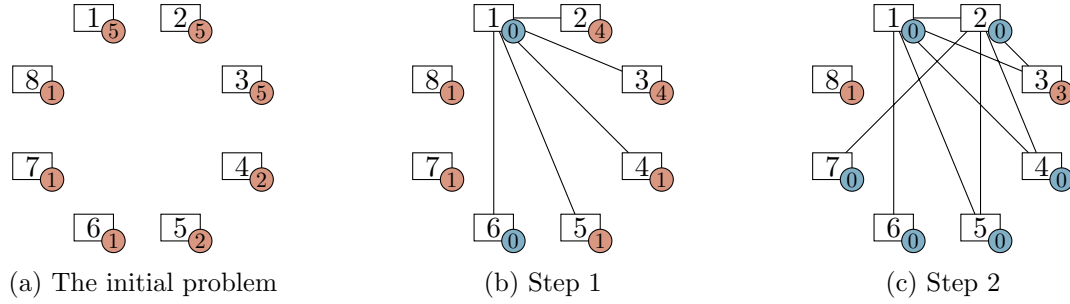 1 5 2 5 1 0 2 4 1 0 2 0
8 1 3 5 8 1 3 4 8 1 3 3
7 1 4 2 7 1 4 1 7 0 4 0
6 1 5 2 6 0 5 1 6 0 5 0
(a) The initial problem (b) Step 1 (c) Step 2